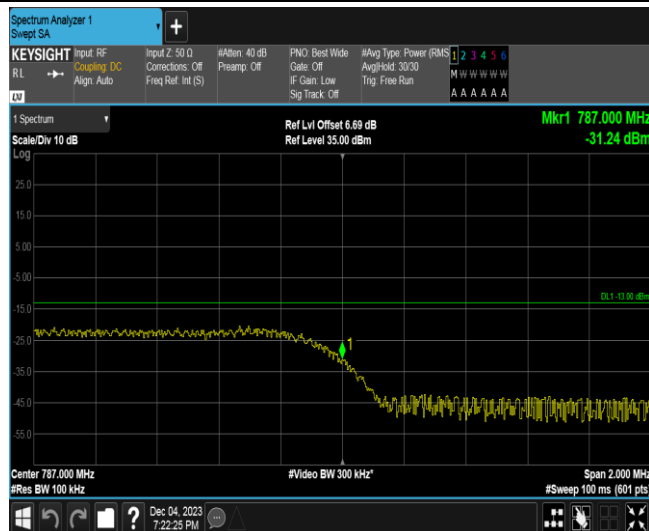 Spectrum Analyzer 1
Swept SA
+
KEYSIGHT
RL
LXI
Input: RF
Coupling: DC
Align: Auto
Input Z: 50 Ω
Corrections: Off
Freq Ref: Int (S)
#Atten: 40 dB
Preamp: Off
PNO: Best Wide
Gate: Off
IF Gain: Low
Sig Track: Off
#Avg Type: Power (RMS
Avg|Hold: 30/30
Trig: Free Run
1 2 3 4 5 6
M W W W W W
A A A A A A
1 Spectrum
Scale/Div 10 dB
Log
Ref Lvl Offset 6.69 dB
Ref Level 35.00 dBm
Mkr1 787.000 MHz
-31.24 dBm
25.0
15.0
5.00
-5.00
-15.0
-25.0
-35.0
-45.0
-55.0
DL1 -13.00 dBm
1
Center 787.000 MHz
#Res BW 100 kHz
#Video BW 300 kHz*
Span 2.000 MHz
#Sweep 100 ms (601 pts)
?
Dec 04, 2023
7:22:25 PM